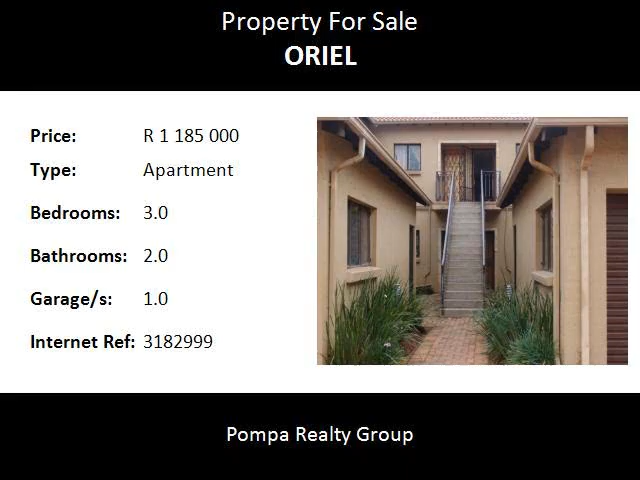 Property For Sale
ORIEL
Price: R 1 185 000
Type: Apartment
Bedrooms: 3.0
Bathrooms: 2.0
Garage/s: 1.0
Internet Ref: 3182999
Pompa Realty Group